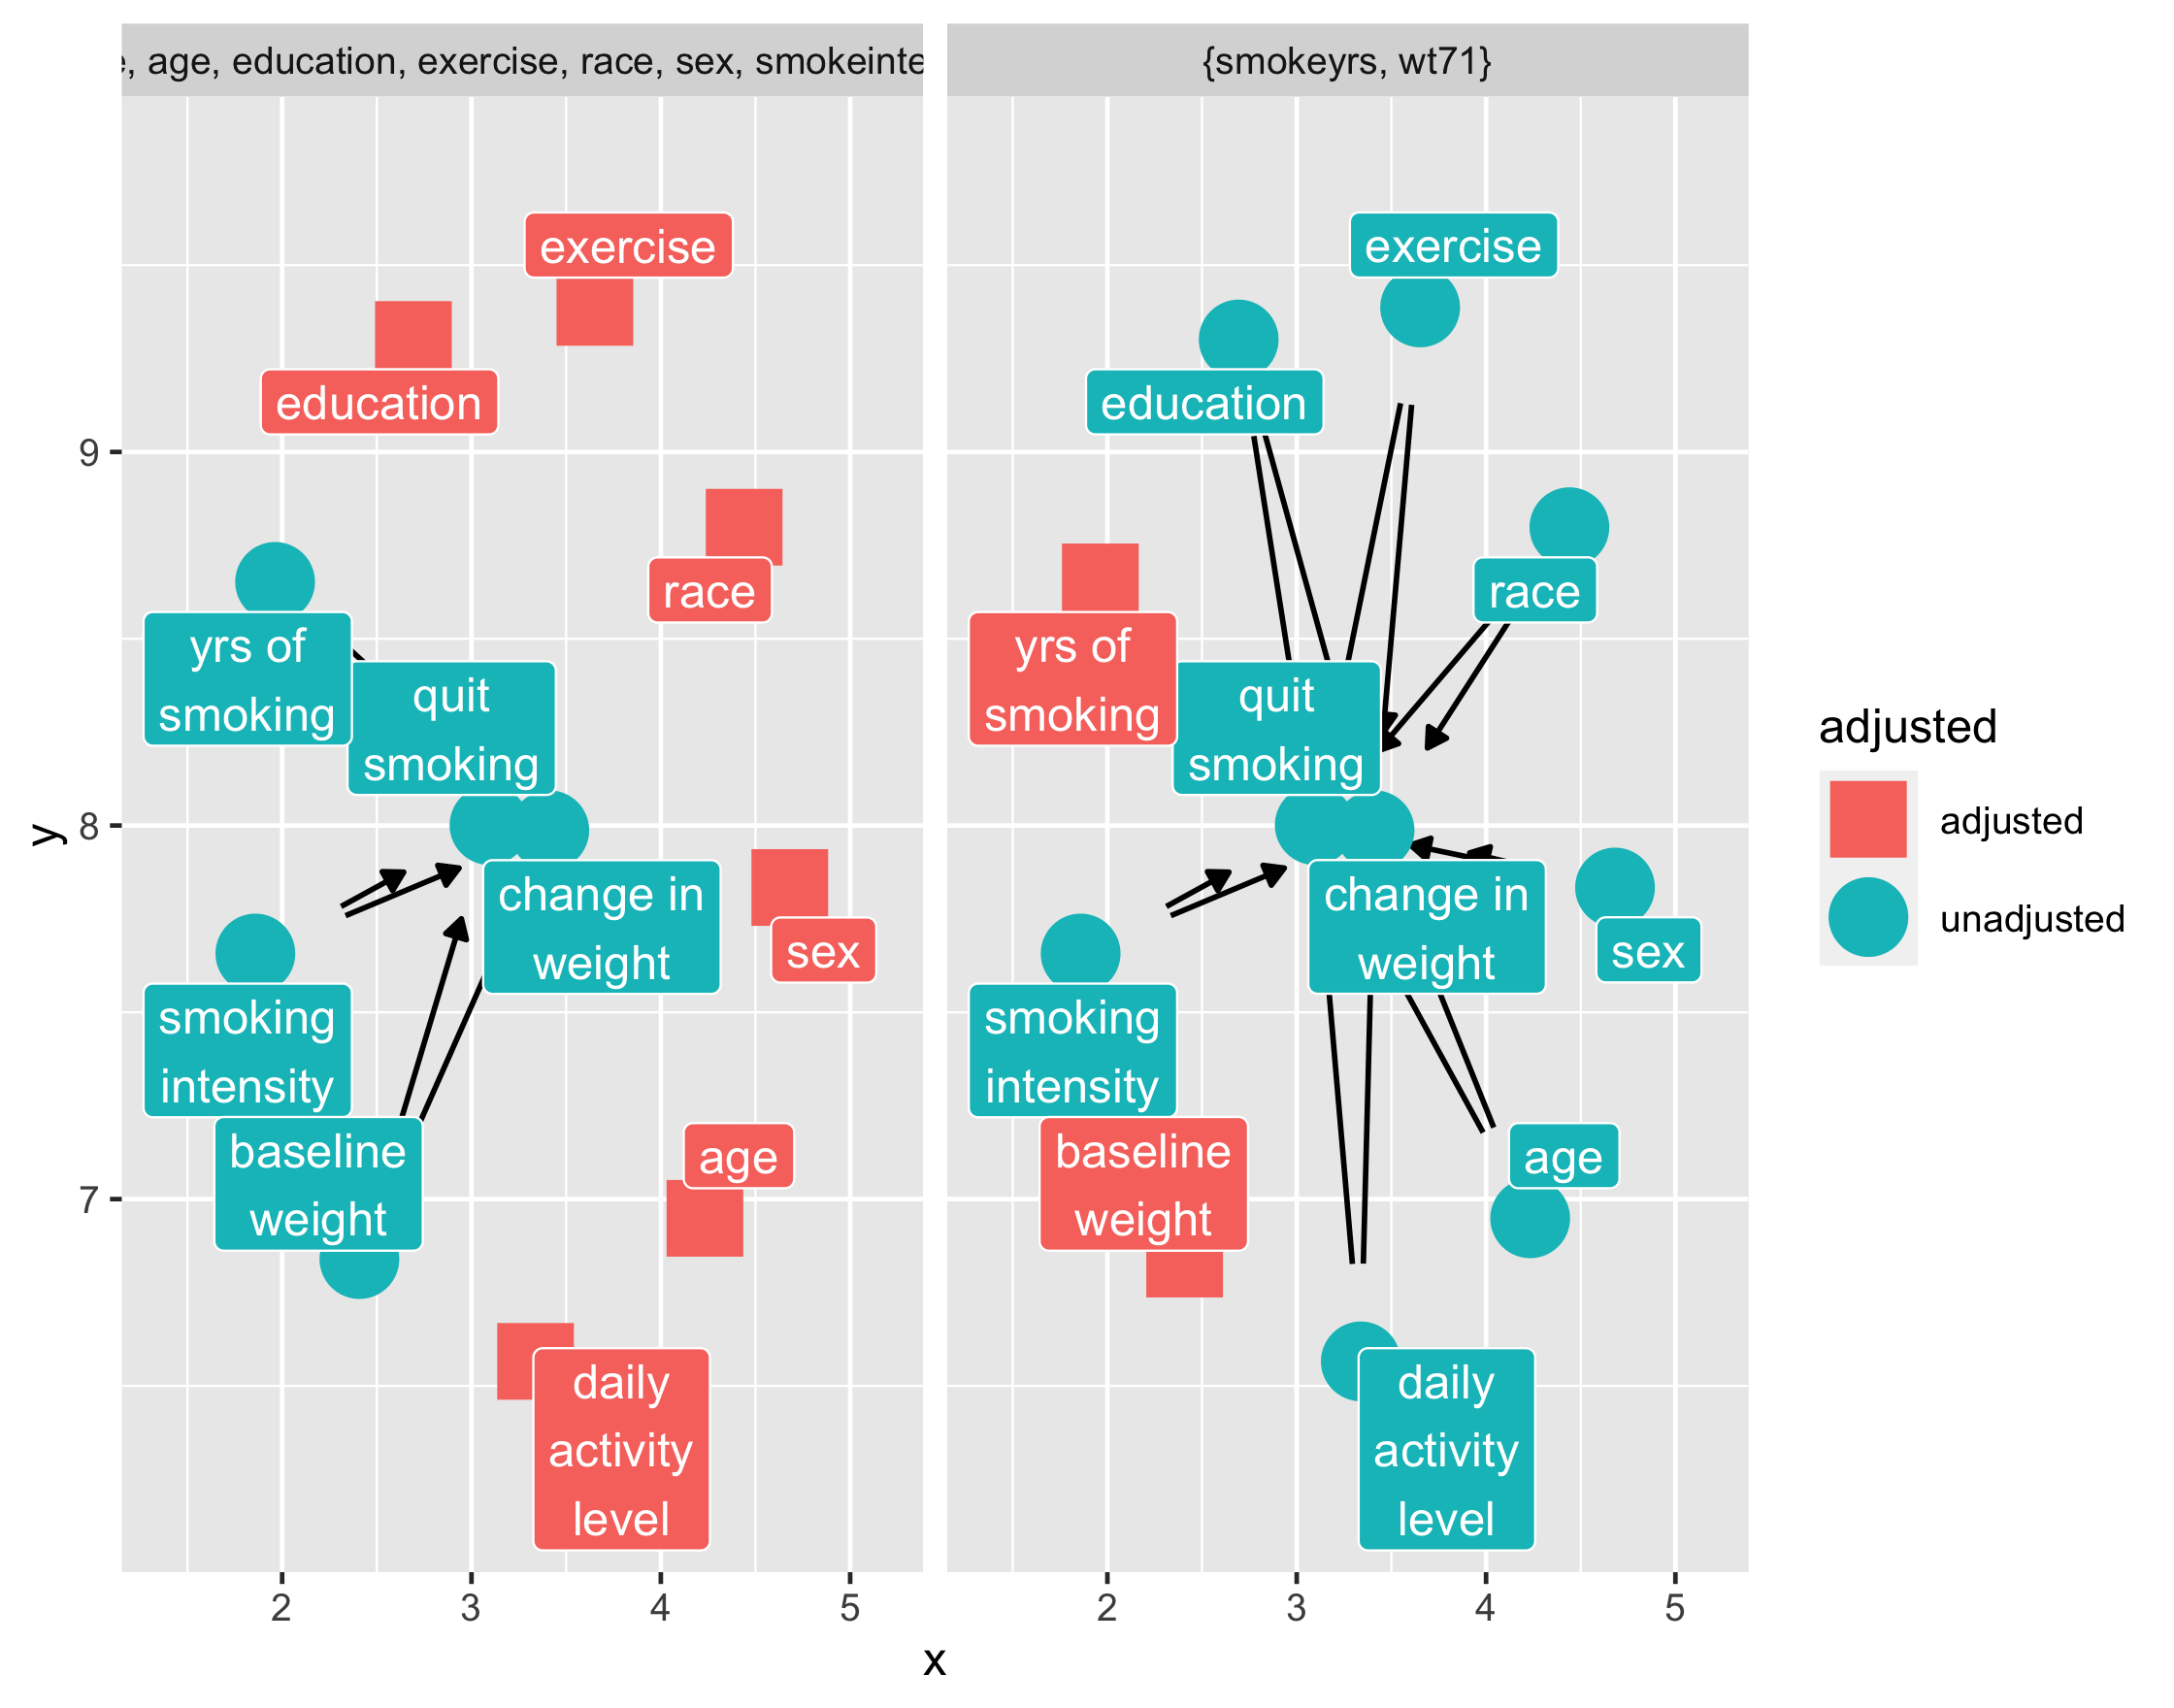 , age, education, exercise, race, sex, smokeinte
{smokeyrs, wt71}
exercise
education
race
yrs of
smoking
quit
smoking
change in
weight
sex
smoking
intensity
baseline
weight
age
daily
activity
level
exercise
education
race
yrs of
smoking
quit
smoking
change in
weight
sex
smoking
intensity
baseline
weight
age
daily
activity
level
9
8
7
y
2
3
4
5
2
3
4
5
x
adjusted
adjusted
unadjusted